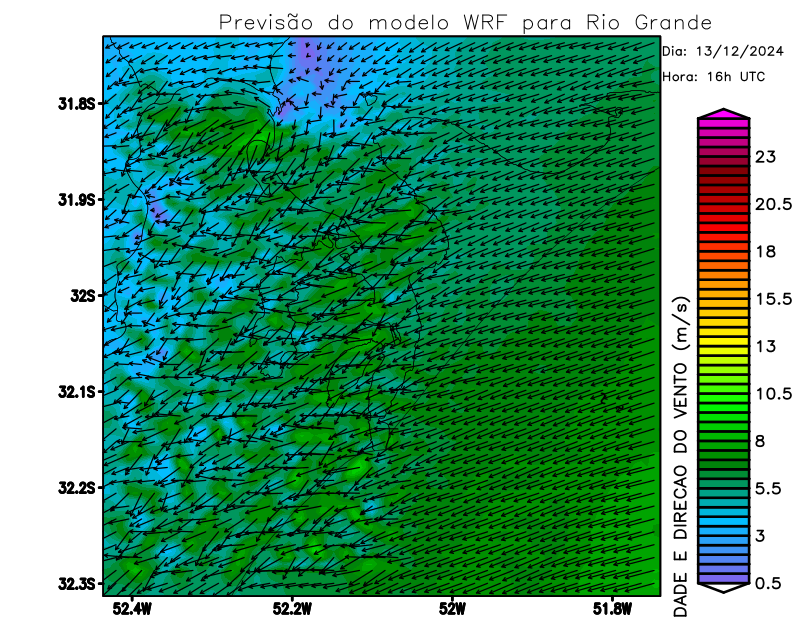 Previsão do modelo WRF para Rio Grande
Dia: 13/12/2024
Hora: 16h UTC
31.8S
31.9S
32S
32.1S
32.2S
32.3S
52.4W
52.2W
52W
51.8W
23
20.5
18
15.5
13
10.5
8
5.5
3
0.5
DADE E DIRECAO DO VENTO (m/s)